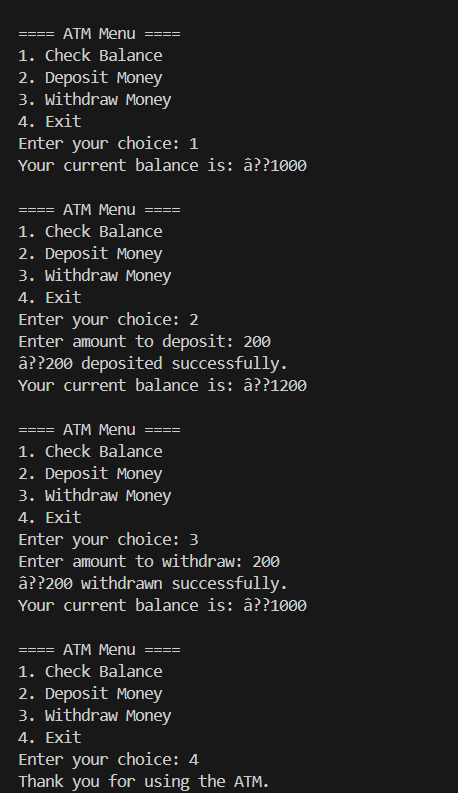 ==== ATM Menu ====
1. Check Balance
2. Deposit Money
3. Withdraw Money
4. Exit
Enter your choice: 1
Your current balance is: â??1000
==== ATM Menu ====
1. Check Balance
2. Deposit Money
3. Withdraw Money
4. Exit
Enter your choice: 2
Enter amount to deposit: 200
â??200 deposited successfully.
Your current balance is: â??1200
==== ATM Menu ====
1. Check Balance
2. Deposit Money
3. Withdraw Money
4. Exit
Enter your choice: 3
Enter amount to withdraw: 200
â??200 withdrawn successfully.
Your current balance is: â??1000
==== ATM Menu ====
1. Check Balance
2. Deposit Money
3. Withdraw Money
4. Exit
Enter your choice: 4
Thank you for using the ATM.